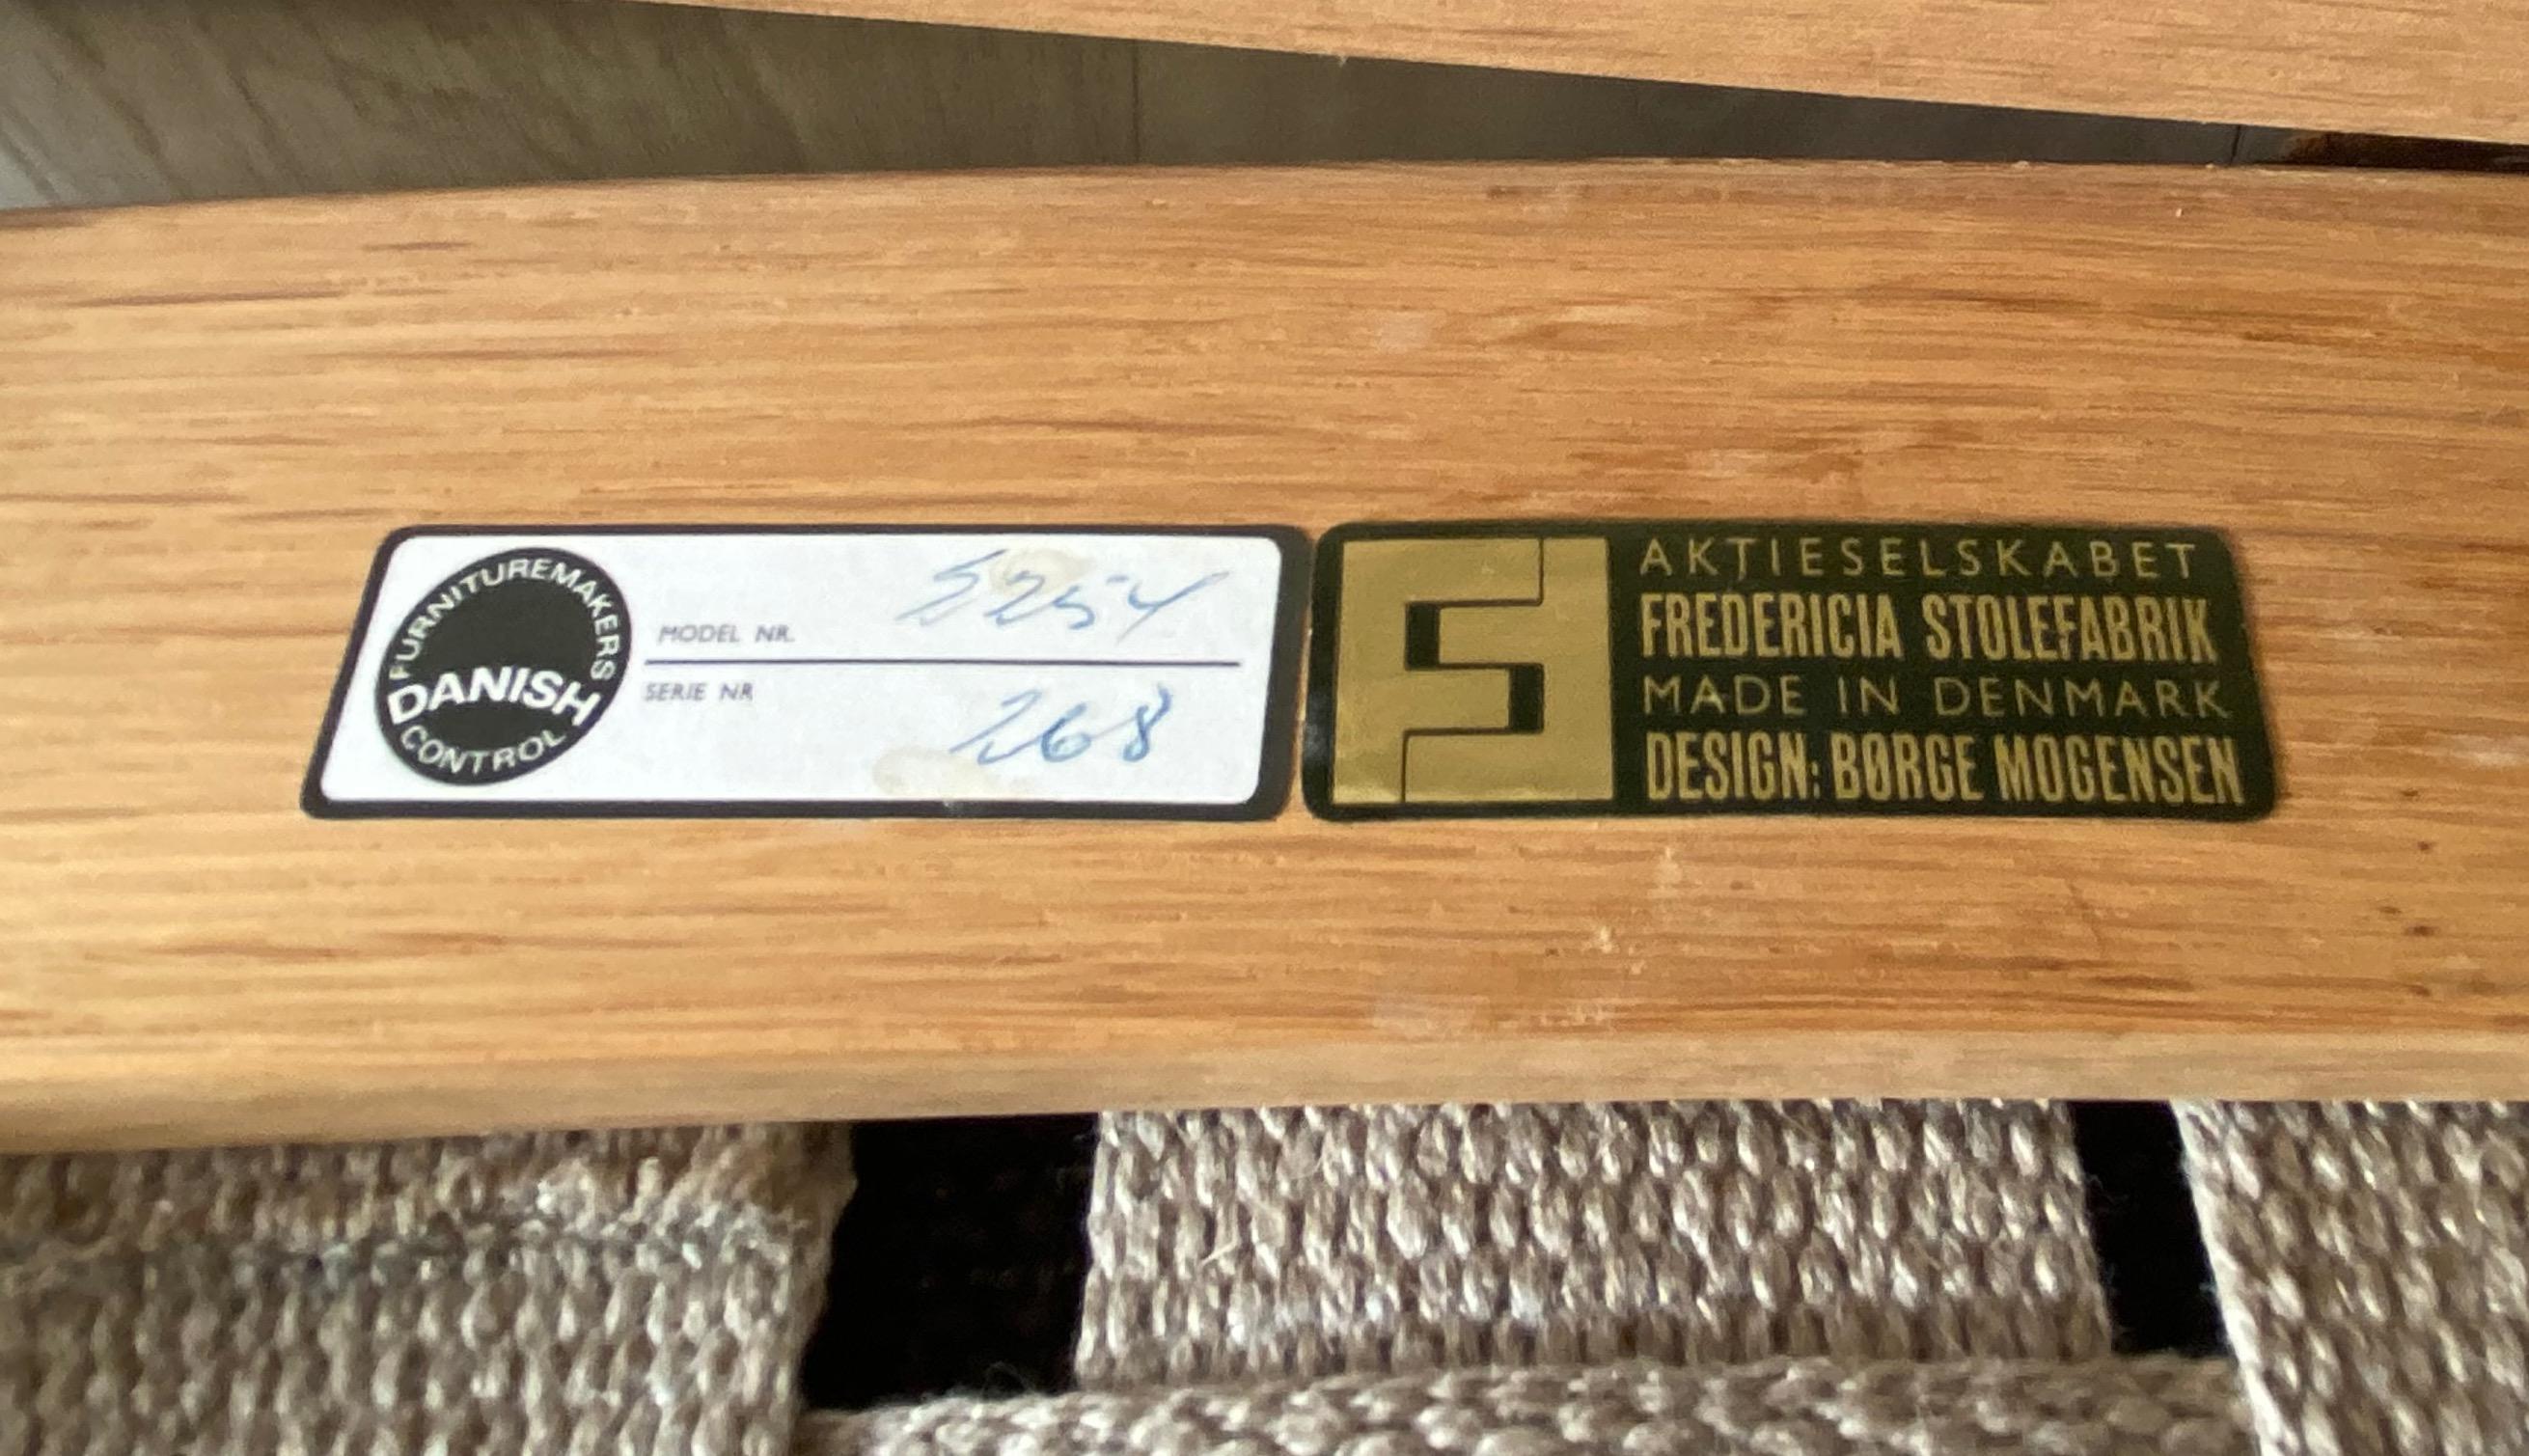 FURNITUREMAKERS
DANISH
CONTROL
MODEL NR. 5254
SERIE NR 268
AKTIESELSKABET
FREDERICIA STOLEFABRIK
MADE IN DENMARK
DESIGN: BØRGE MOGENSEN